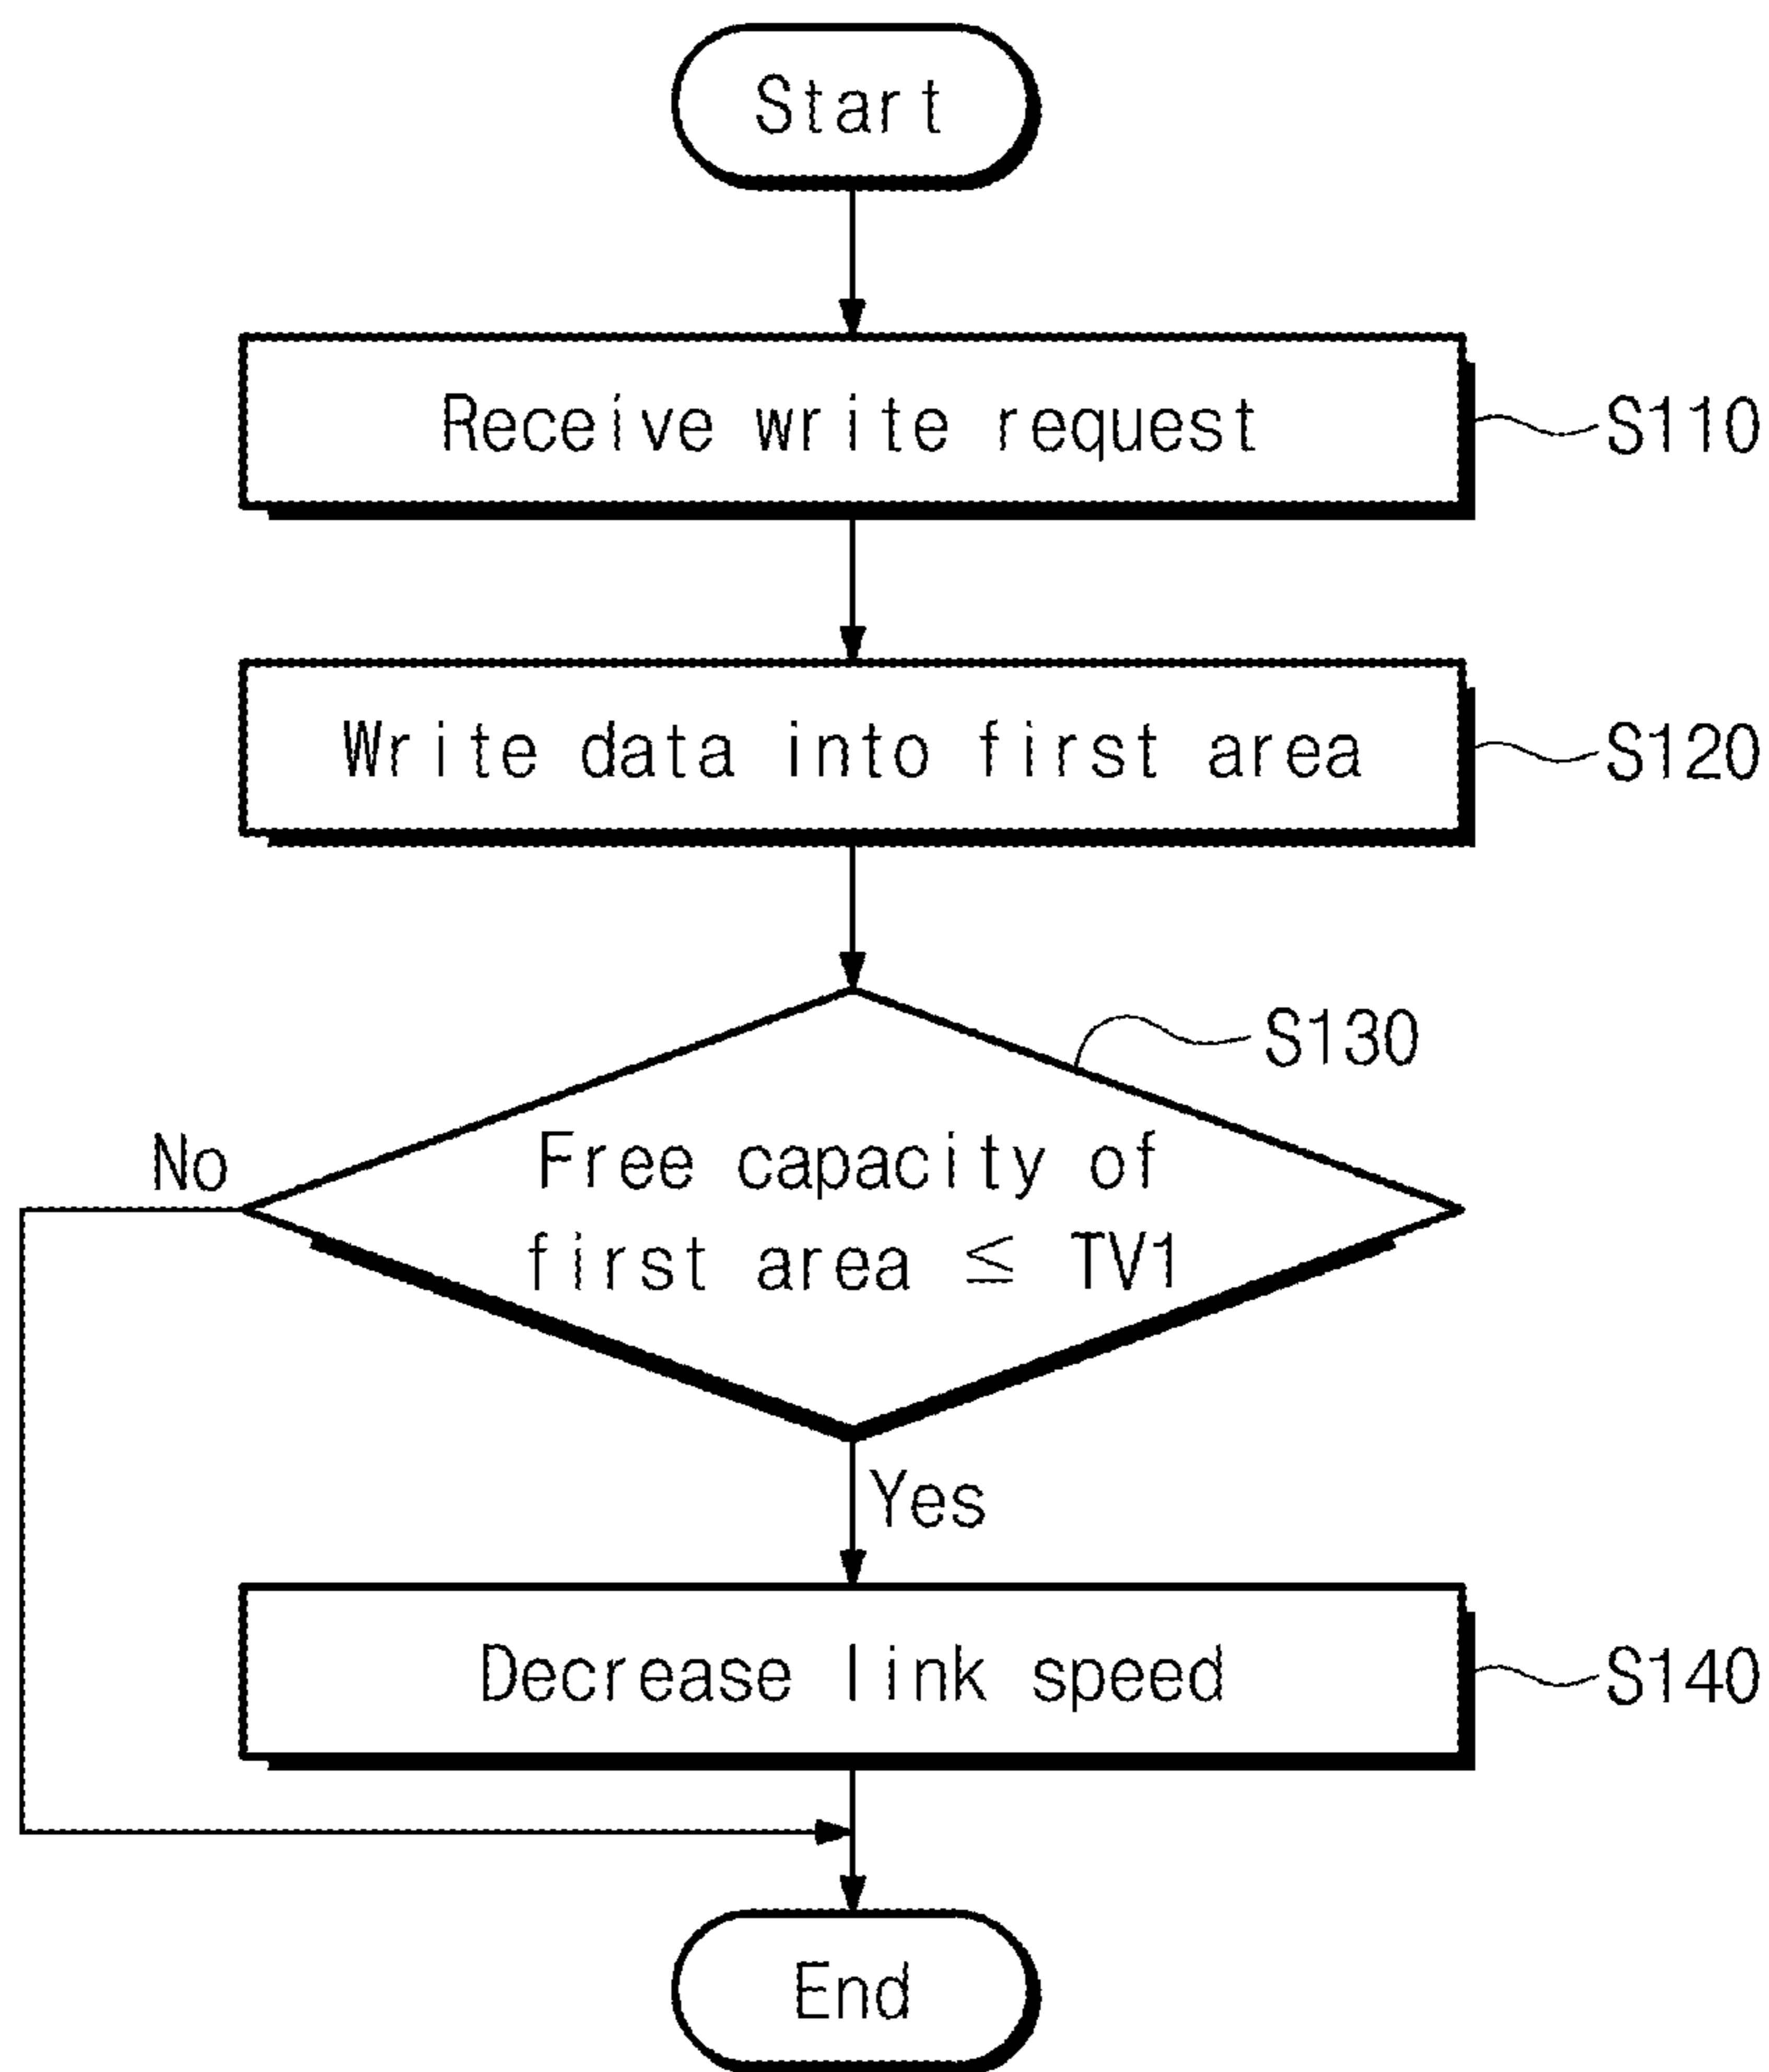 Start
Receive write request
S110
Write data into first area
S120
S130
No
Free capacity of
first area ≤ TV1
Yes
Decrease link speed
S140
End